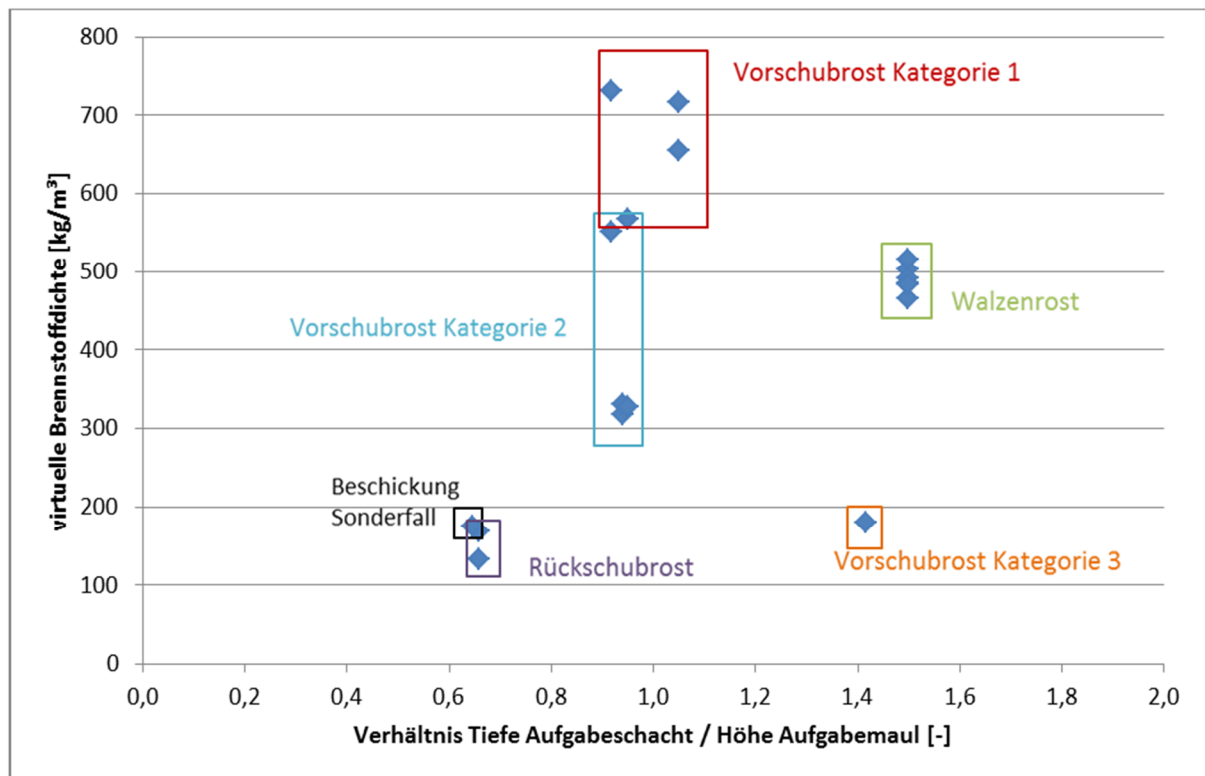 800
700
600
500
400
300
200
100
0
virtuelle Brennstoffdichte [kg/m³]
Vorschubrost Kategorie 1
Vorschubrost Kategorie 2
Walzenrost
Beschickung
Sonderfall
Rückschubrost
Vorschubrost Kategorie 3
0,0 0,2 0,4 0,6 0,8 1,0 1,2 1,4 1,6 1,8 2,0
Verhältnis Tiefe Aufgabeschacht / Höhe Aufgabemaul [-]